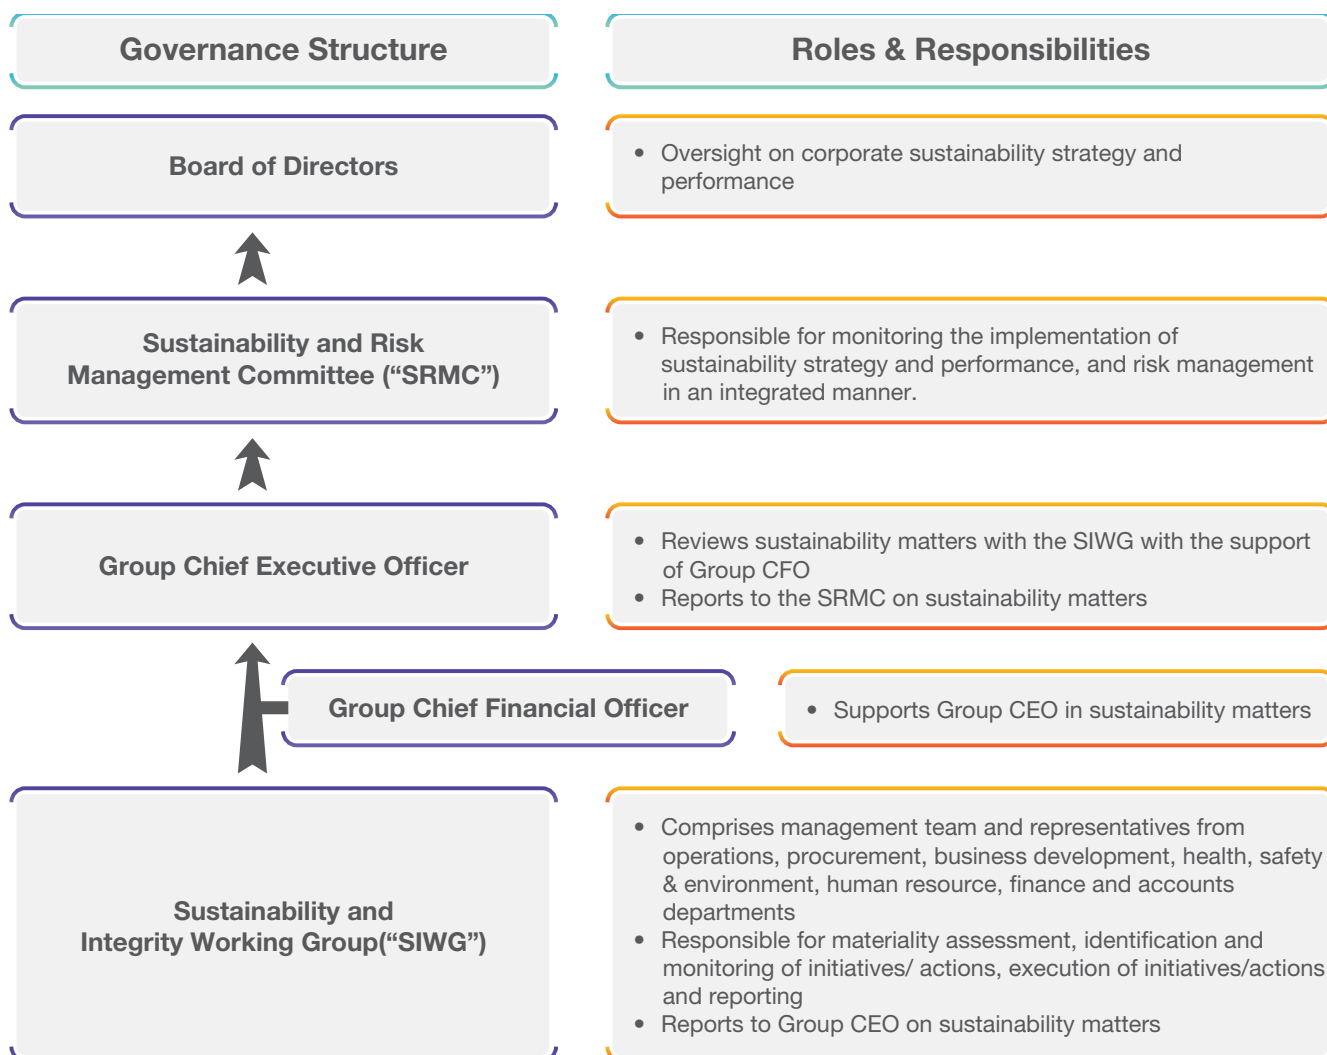 Governance Structure
Roles & Responsibilities
Board of Directors
• Oversight on corporate sustainability strategy and
performance
Sustainability and Risk
Management Committee (“SRMC”)
• Responsible for monitoring the implementation of
sustainability strategy and performance, and risk management
in an integrated manner.
Group Chief Executive Officer
• Reviews sustainability matters with the SIWG with the support
of Group CFO
• Reports to the SRMC on sustainability matters
Group Chief Financial Officer
• Supports Group CEO in sustainability matters
Sustainability and
Integrity Working Group(“SIWG”)
• Comprises management team and representatives from
operations, procurement, business development, health, safety
& environment, human resource, finance and accounts
departments
• Responsible for materiality assessment, identification and
monitoring of initiatives/ actions, execution of initiatives/actions
and reporting
• Reports to Group CEO on sustainability matters